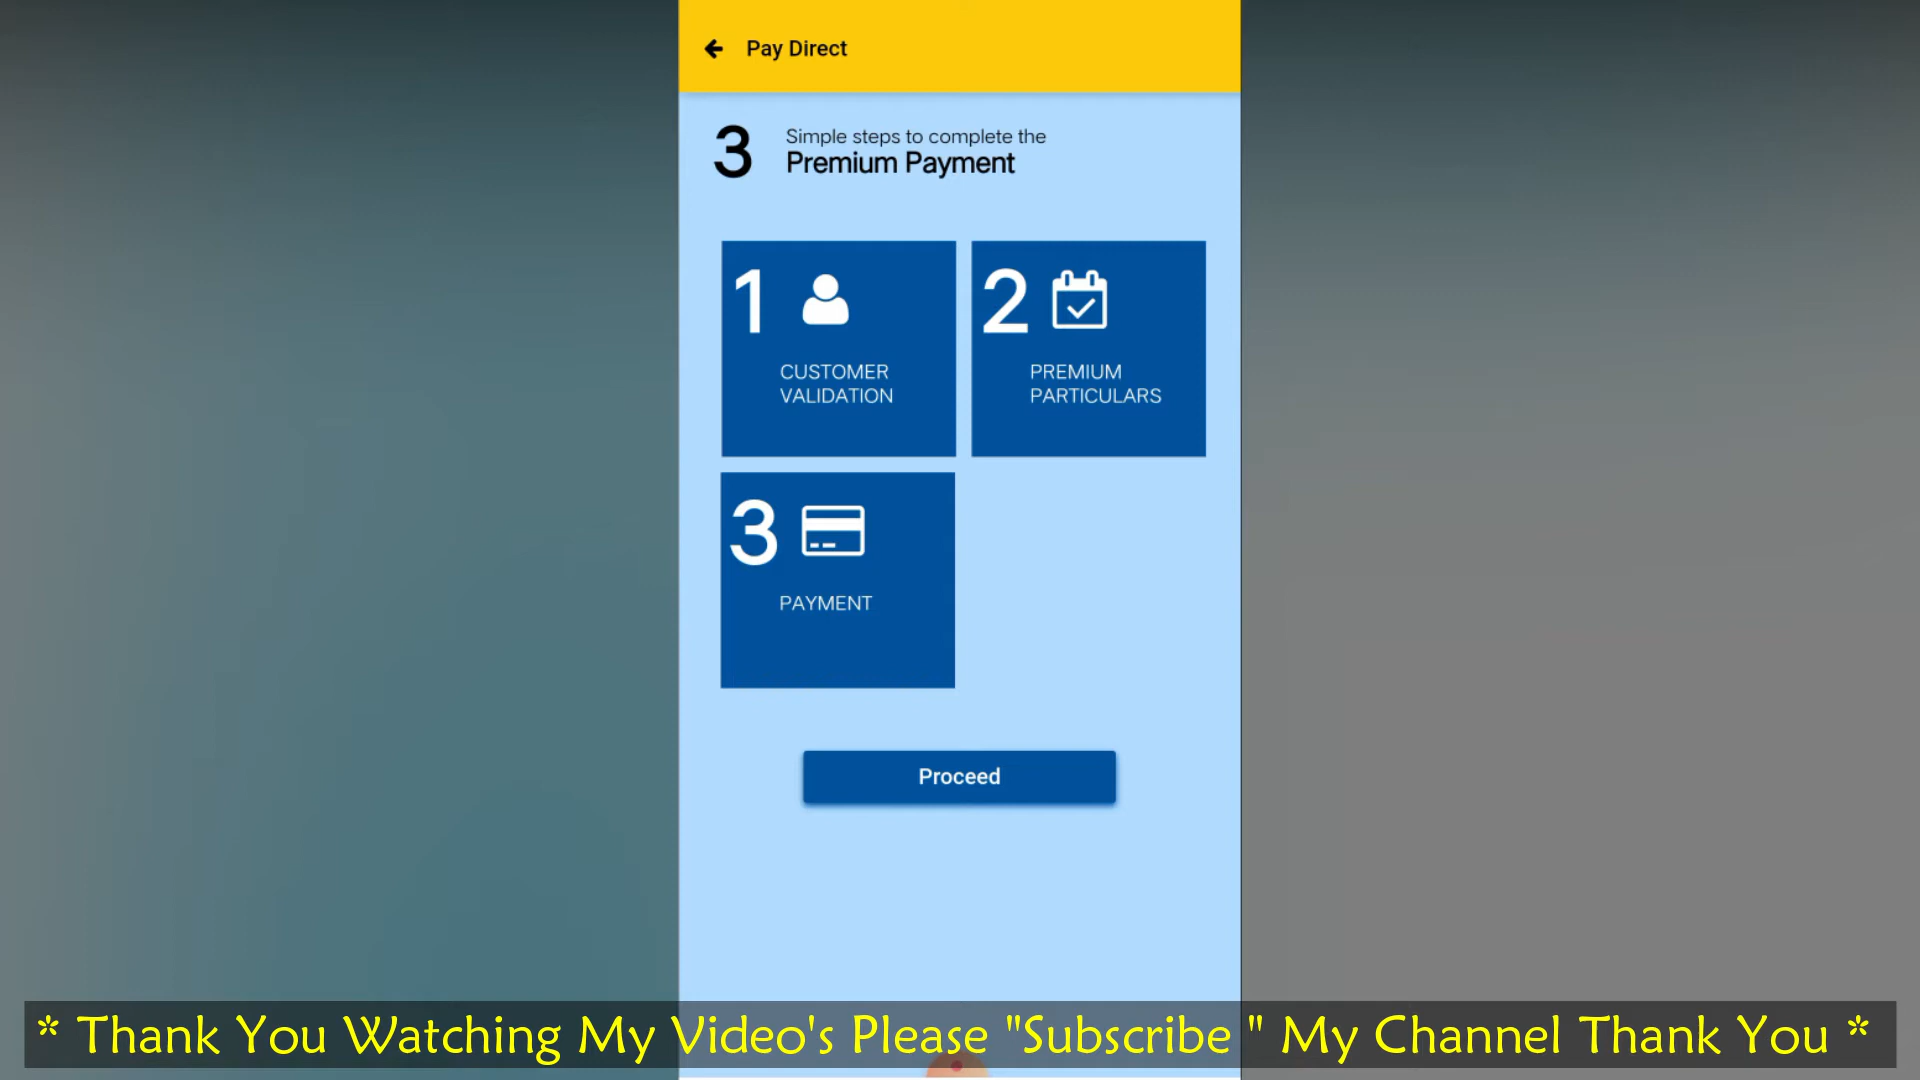 Pay Direct
3
Simple steps to complete the
Premium Payment
1
CUSTOMER
VALIDATION
2
PREMIUM
PARTICULARS
3
PAYMENT
Proceed
* Thank You Watching My Video's Please "Subscribe " My Channel Thank You *